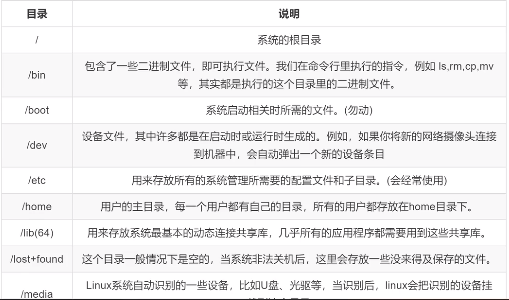 目录 说明
/ 系统的根目录
/bin 包含了一些二进制文件，即可执行文件。我们在命令行里执行的指令，例如 ls,rm,cp,mv
等，其实都是执行的这个目录里的二进制文件。
/boot 系统启动相关时所需的文件。(勿动)
/dev 设备文件，其中许多都是在启动时或运行时生成的。例如，如果你将新的网络摄像头连接
到机器中，会自动弹出一个新的设备条目
/etc 用来存放所有的系统管理所需要的配置文件和子目录。(会经常使用)
/home 用户的主目录，每一个用户都有自己的目录，所有的用户都存放在home目录下。
/lib(64) 用来存放系统最基本的动态连接共享库，几乎所有的应用程序都需要用到这些共享库。
/lost+found 这个目录一般情况下是空的，当系统非法关机后，这里会存放一些没来得及保存的文件。
/media Linux系统自动识别的一些设备，比如U盘、光驱等，当识别后，linux会把识别的设备挂